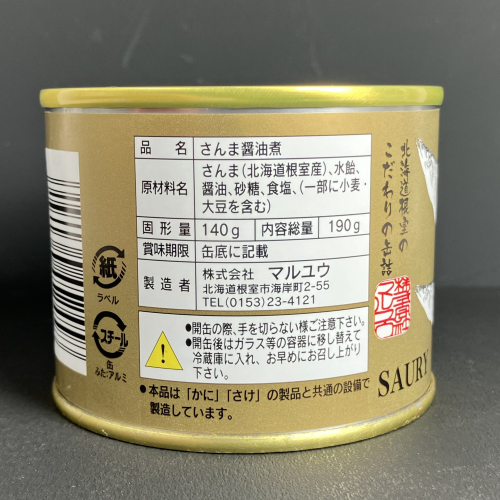 品名 さんま醤油煮
原材料名 さんま(北海道根室産)、水飴、
醤油、砂糖、食塩、(一部に小麦・
大豆を含む)
固形量 140g 内容総量 190g
賞味期限 缶底に記載
製造者 株式会社 マルユウ
北海道根室市海岸町2-55
TEL(0153)23-4121
●開缶の際、手を切らない様ご注意下さい。
●開缶後はガラス等の容器に移し替えて
冷蔵庫に入れ、お早めにお召し上がり
下さい。
●本品は「かに」「さけ」の製品と共通の設備で
製造しています。
紙
ラベル
スチール
缶
ふた:アルミ
北海道根室の
こだわりの缶詰
SAURY